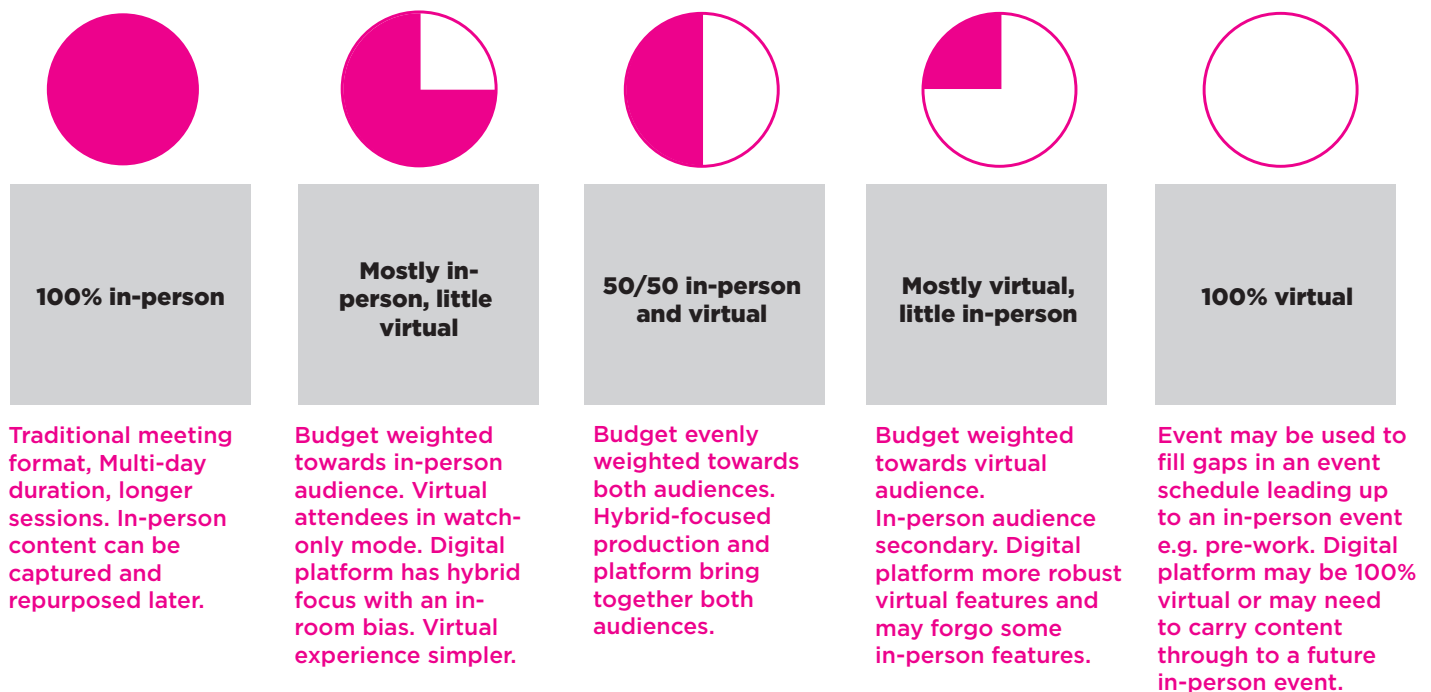 100% in-person
Mostly in-
person, little
virtual
50/50 in-person
and virtual
Mostly virtual,
little in-person
100% virtual
Traditional meeting
format, Multi-day
duration, longer
sessions. In-person
content can be
captured and
repurposed later.
Budget weighted
towards in-person
audience. Virtual
attendees in watch-
only mode. Digital
platform has hybrid
focus with an in-
room bias. Virtual
experience simpler.
Budget evenly
weighted towards
both audiences.
Hybrid-focused
production and
platform bring
together both
audiences.
Budget weighted
towards virtual
audience.
In-person audience
secondary. Digital
platform more robust
virtual features and
may forgo some
in-person features.
Event may be used to
fill gaps in an event
schedule leading up
to an in-person event
e.g. pre-work. Digital
platform may be 100%
virtual or may need
to carry content
through to a future
in-person event.